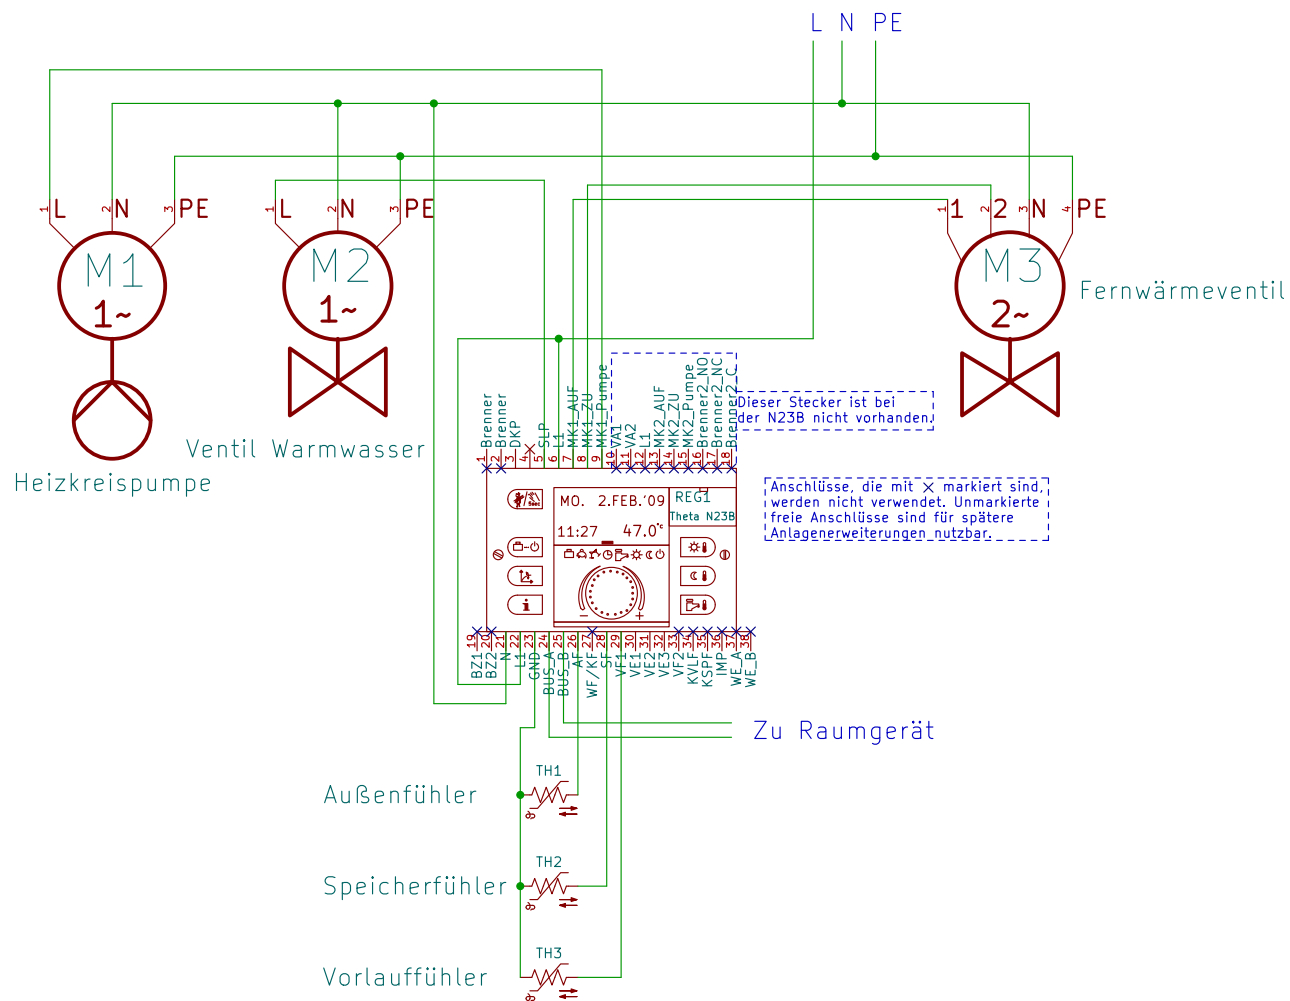 L N PE
1 L 2 N 3 PE
1 L 2 N 3 PE
1 1 2 2 3 N 4 PE
M1
1~
M2
1~
M3
2~
Fernwärmeventil
Ventil Warmwasser
Heizkreispumpe
Dieser Stecker ist bei
der N23B nicht vorhanden.
Anschlüsse, die mit X markiert sind,
werden nicht verwendet. Unmarkierte
freie Anschlüsse sind für spätere
Anlagenerweiterungen nutzbar.
1 Brenner
2 Brenner
3 DKP
4
5 SLP
6 L1
7 MK1_AUF
8 MK1_ZU
9 MK1_Pumpe
10 VA1
11 VA2
12 L1
13 MK2_AUF
14 MK2_ZU
15 MK2_Pumpe
16 Brenner2_NO
17 Brenner2_NC
18 Brenner2_C
MO. 2.FEB.'09
11:27 47.0°c
REG1
Theta N23B
19 BZ1
20 BZ2
21 N
22 L1
23 GND
24 BUS_A
25 BUS_B
26 AF
27 WF/KF
28 SF
29 VF1
30 VE1
31 VE2
32 VE3
33 VF2
34 KVLF
35 KSPF
36 IMP
37 WE_A
38 WE_B
Zu Raumgerät
TH1
Außenfühler
TH2
Speicherfühler
TH3
Vorlauffühler